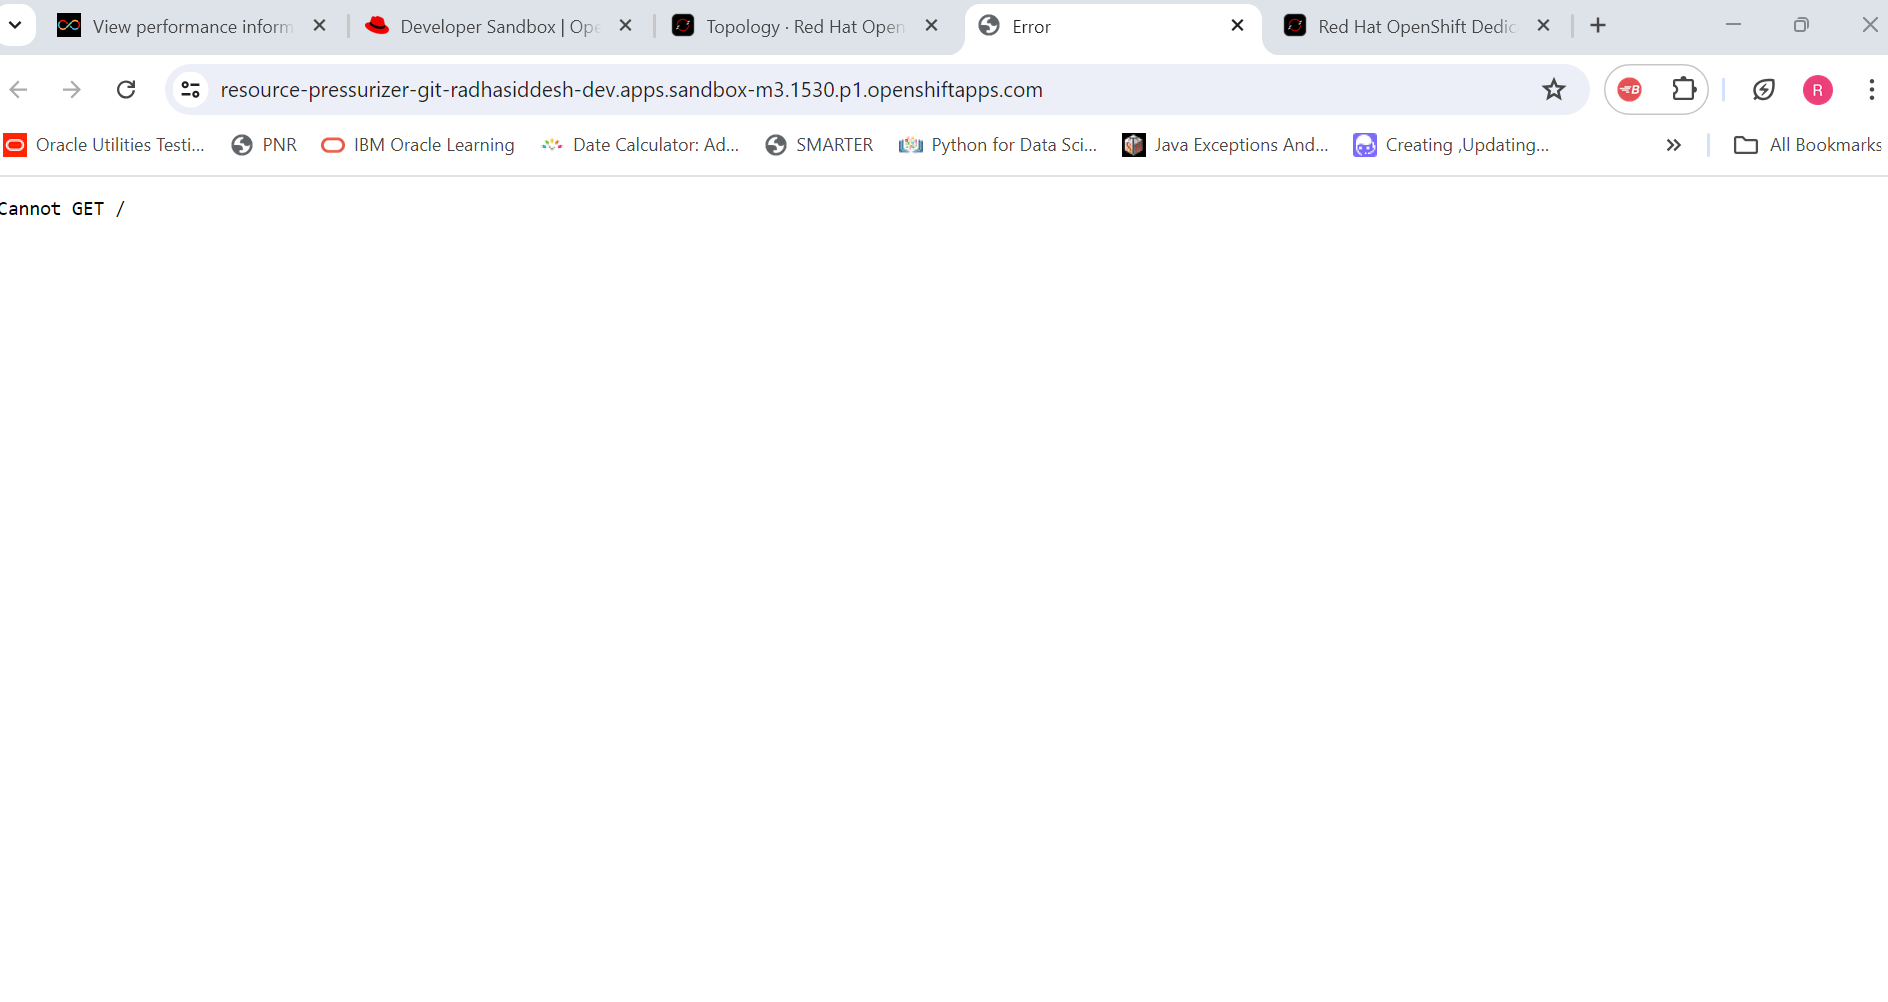 View performance inform
Developer Sandbox | Ope
Topology · Red Hat Open
Error
Red Hat OpenShift Dedic
resource-pressurizer-git-radhasiddesh-dev.apps.sandbox-m3.1530.p1.openshiftapps.com
B
R
Oracle Utilities Testi...
PNR
IBM Oracle Learning
Date Calculator: Ad...
SMARTER
Python for Data Sci...
Java Exceptions And...
Creating ,Updating...
All Bookmarks
Cannot GET /